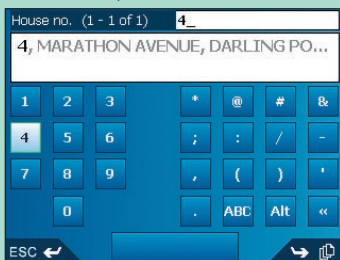 House no. (1 - 1 of 1) 4_
4, MARATHON AVENUE, DARLING PO...
1 2 3 * @ # &
4 5 6 ; : / -
7 8 9 , ( ) '
0 . ABC Alt «
ESC